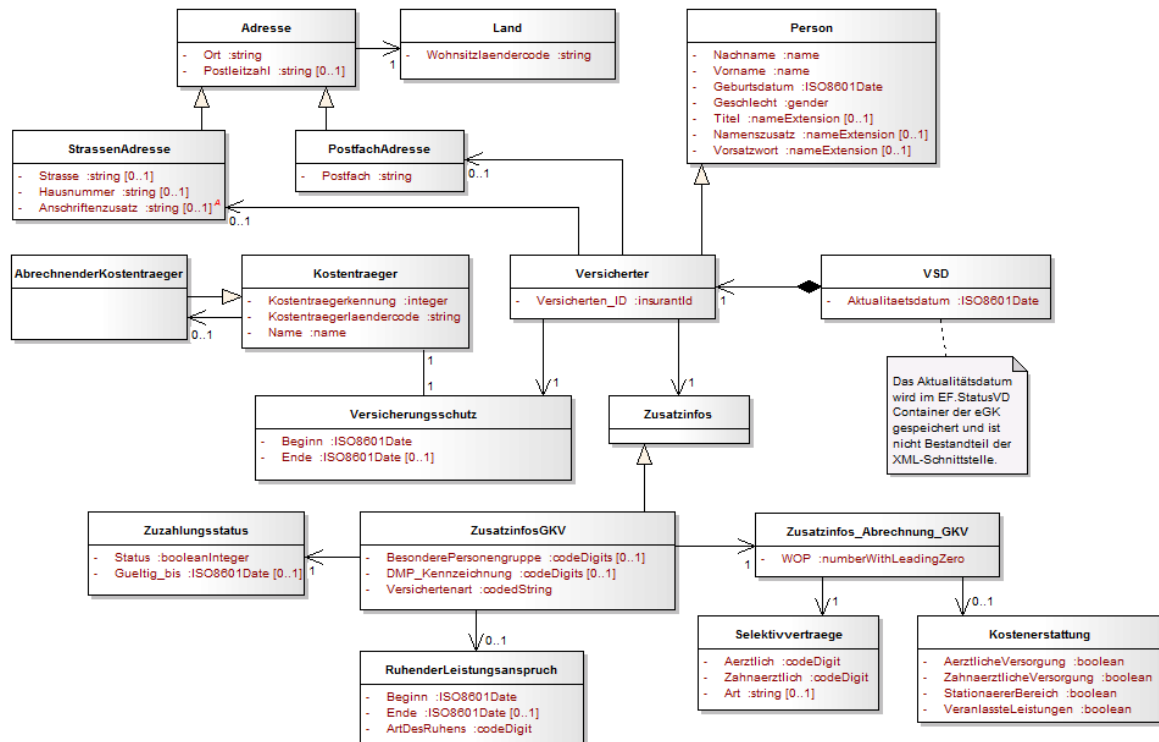 Adresse
- Ort :string
- Postleitzahl :string [0..1]
1
Land
- Wohnsitzlaendercode :string
Person
- Nachname :name
- Vorname :name
- Geburtsdatum :ISO8601Date
- Geschlecht :gender
- Titel :nameExtension [0..1]
- Namenszusatz :nameExtension [0..1]
- Vorsatzwort :nameExtension [0..1]
StrassenAdresse
- Strasse :string [0..1]
- Hausnummer :string [0..1]
- Anschriftenzusatz :string [0..1] A
0..1
PostfachAdresse
- Postfach :string
0..1
AbrechnenderKostentraeger
0..1
Kostentraeger
- Kostentraegerkennung :integer
- Kostentraegerlaendercode :string
- Name :name
1
1
Versicherter
- Versicherten_ID :insurantId
1
VSD
- Aktualitaetsdatum :ISO8601Date
Das Aktualitätsdatum
wird im EF.StatusVD
Container der eGK
gespeichert und ist
nicht Bestandteil der
XML-Schnittstelle.
Versicherungsschutz
- Beginn :ISO8601Date
- Ende :ISO8601Date [0..1]
1
Zusatzinfos
1
Zuzahlungsstatus
- Status :booleanInteger
- Gueltig_bis :ISO8601Date [0..1]
1
ZusatzinfosGKV
- BesonderePersonengruppe :codeDigits [0..1]
- DMP_Kennzeichnung :codeDigits [0..1]
- Versichertenart :codedString
0..1
Zusatzinfos_Abrechnung_GKV
- WOP :numberWithLeadingZero
1
1
0..1
RuhenderLeistungsanspruch
- Beginn :ISO8601Date
- Ende :ISO8601Date [0..1]
- ArtDesRuhens :codeDigit
Selektivvertraege
- Aerztlich :codeDigit
- Zahnaerztlich :codeDigit
- Art :string [0..1]
Kostenerstattung
- AerztlicheVersorgung :boolean
- ZahnaerztlicheVersorgung :boolean
- StationaererBereich :boolean
- VeranlassteLeistungen :boolean